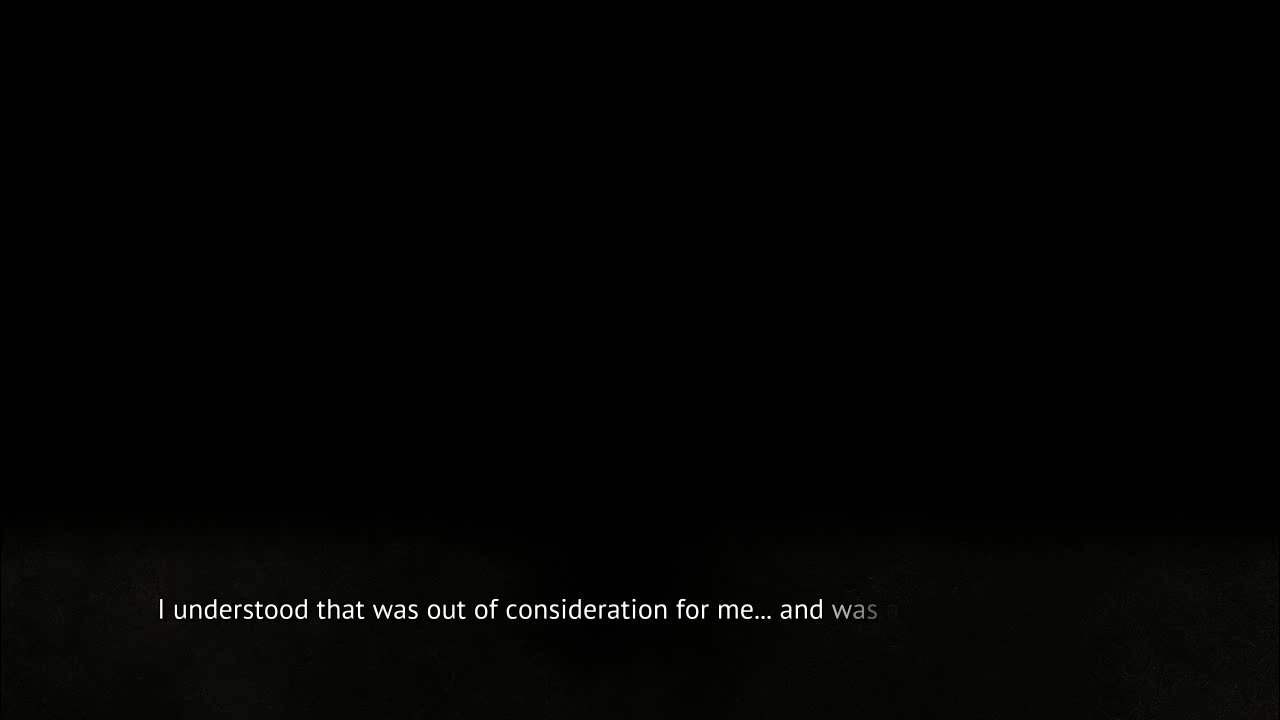 I understood that was out of consideration for me... and was a